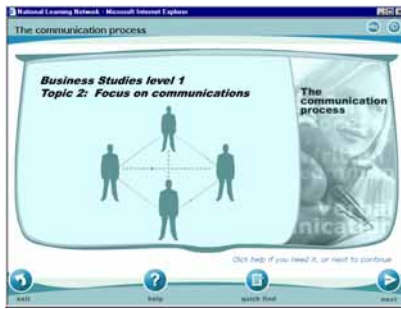 National Learning Network - Microsoft Internet Explorer
The communication process
Business Studies level 1
Topic 2: Focus on communications
The
communication
process
Click help if you need it, or next to continue
exit
help
quick find
next